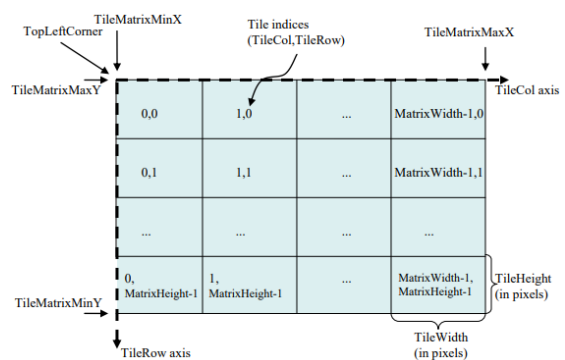 TileMatrixMinX
TopLeftCorner
Tile indices
(TileCol,TileRow)
TileMatrixMaxX
TileMatrixMaxY
TileCol axis
0,0
1,0
...
MatrixWidth-1,0
0,1
1,1
...
MatrixWidth-1,1
...
...
...
...
0,
MatrixHeight-1
1,
MatrixHeight-1
...
MatrixWidth-1,
MatrixHeight-1
TileHeight
(in pixels)
TileMatrixMinY
TileWidth
(in pixels)
TileRow axis